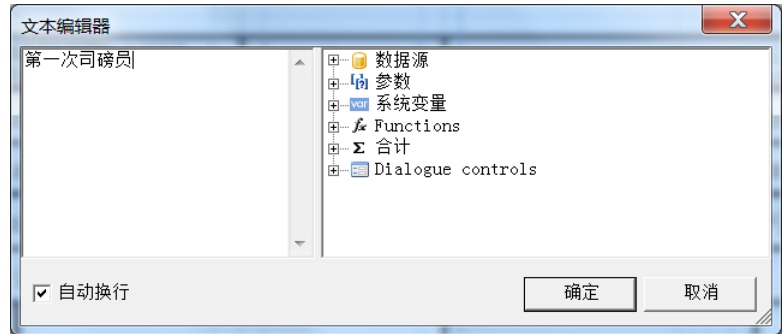 文本编辑器
第一次司磅员
数据源
参数
var 系统变量
fx Functions
Σ 合计
Dialogue controls
自动换行
确定
取消